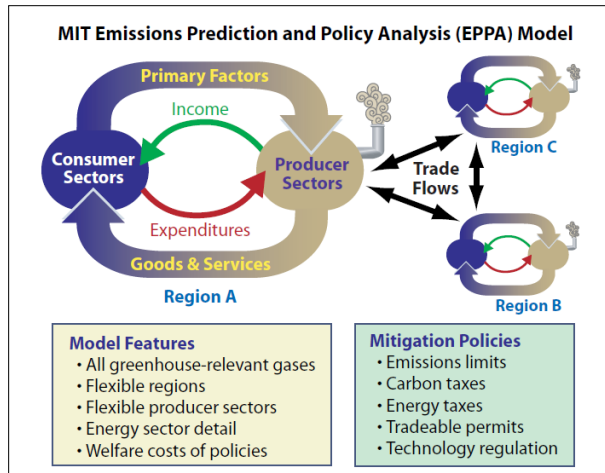 MIT Emissions Prediction and Policy Analysis (EPPA) Model
Primary Factors
Income
Consumer
Sectors
Producer
Sectors
Expenditures
Goods & Services
Region A
Trade
Flows
Region C
Region B
Model Features
• All greenhouse-relevant gases
• Flexible regions
• Flexible producer sectors
• Energy sector detail
• Welfare costs of policies
Mitigation Policies
• Emissions limits
• Carbon taxes
• Energy taxes
• Tradeable permits
• Technology regulation